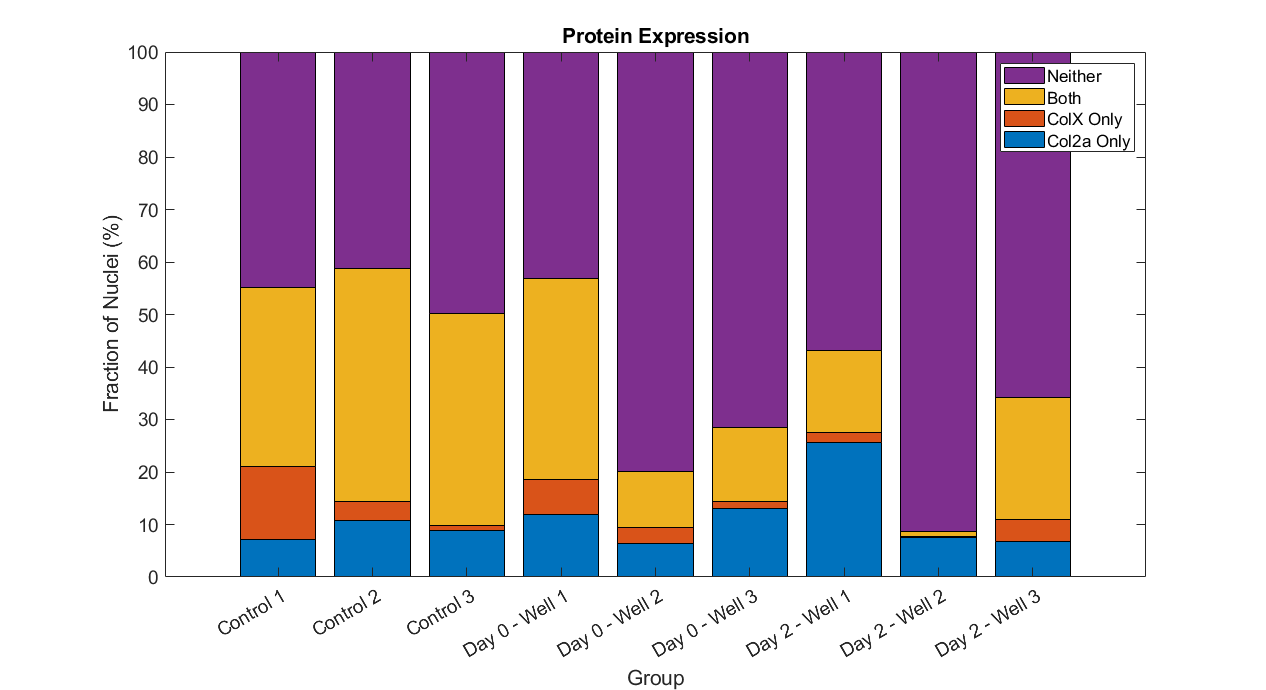 Protein Expression
100
90
80
70
60
50
40
30
20
10
0
Fraction of Nuclei (%)
Neither
Both
ColX Only
Col2a Only
Control 1
Control 2
Control 3
Day 0 - Well 1
Day 0 - Well 2
Day 0 - Well 3
Day 2 - Well 1
Day 2 - Well 2
Day 2 - Well 3
Group